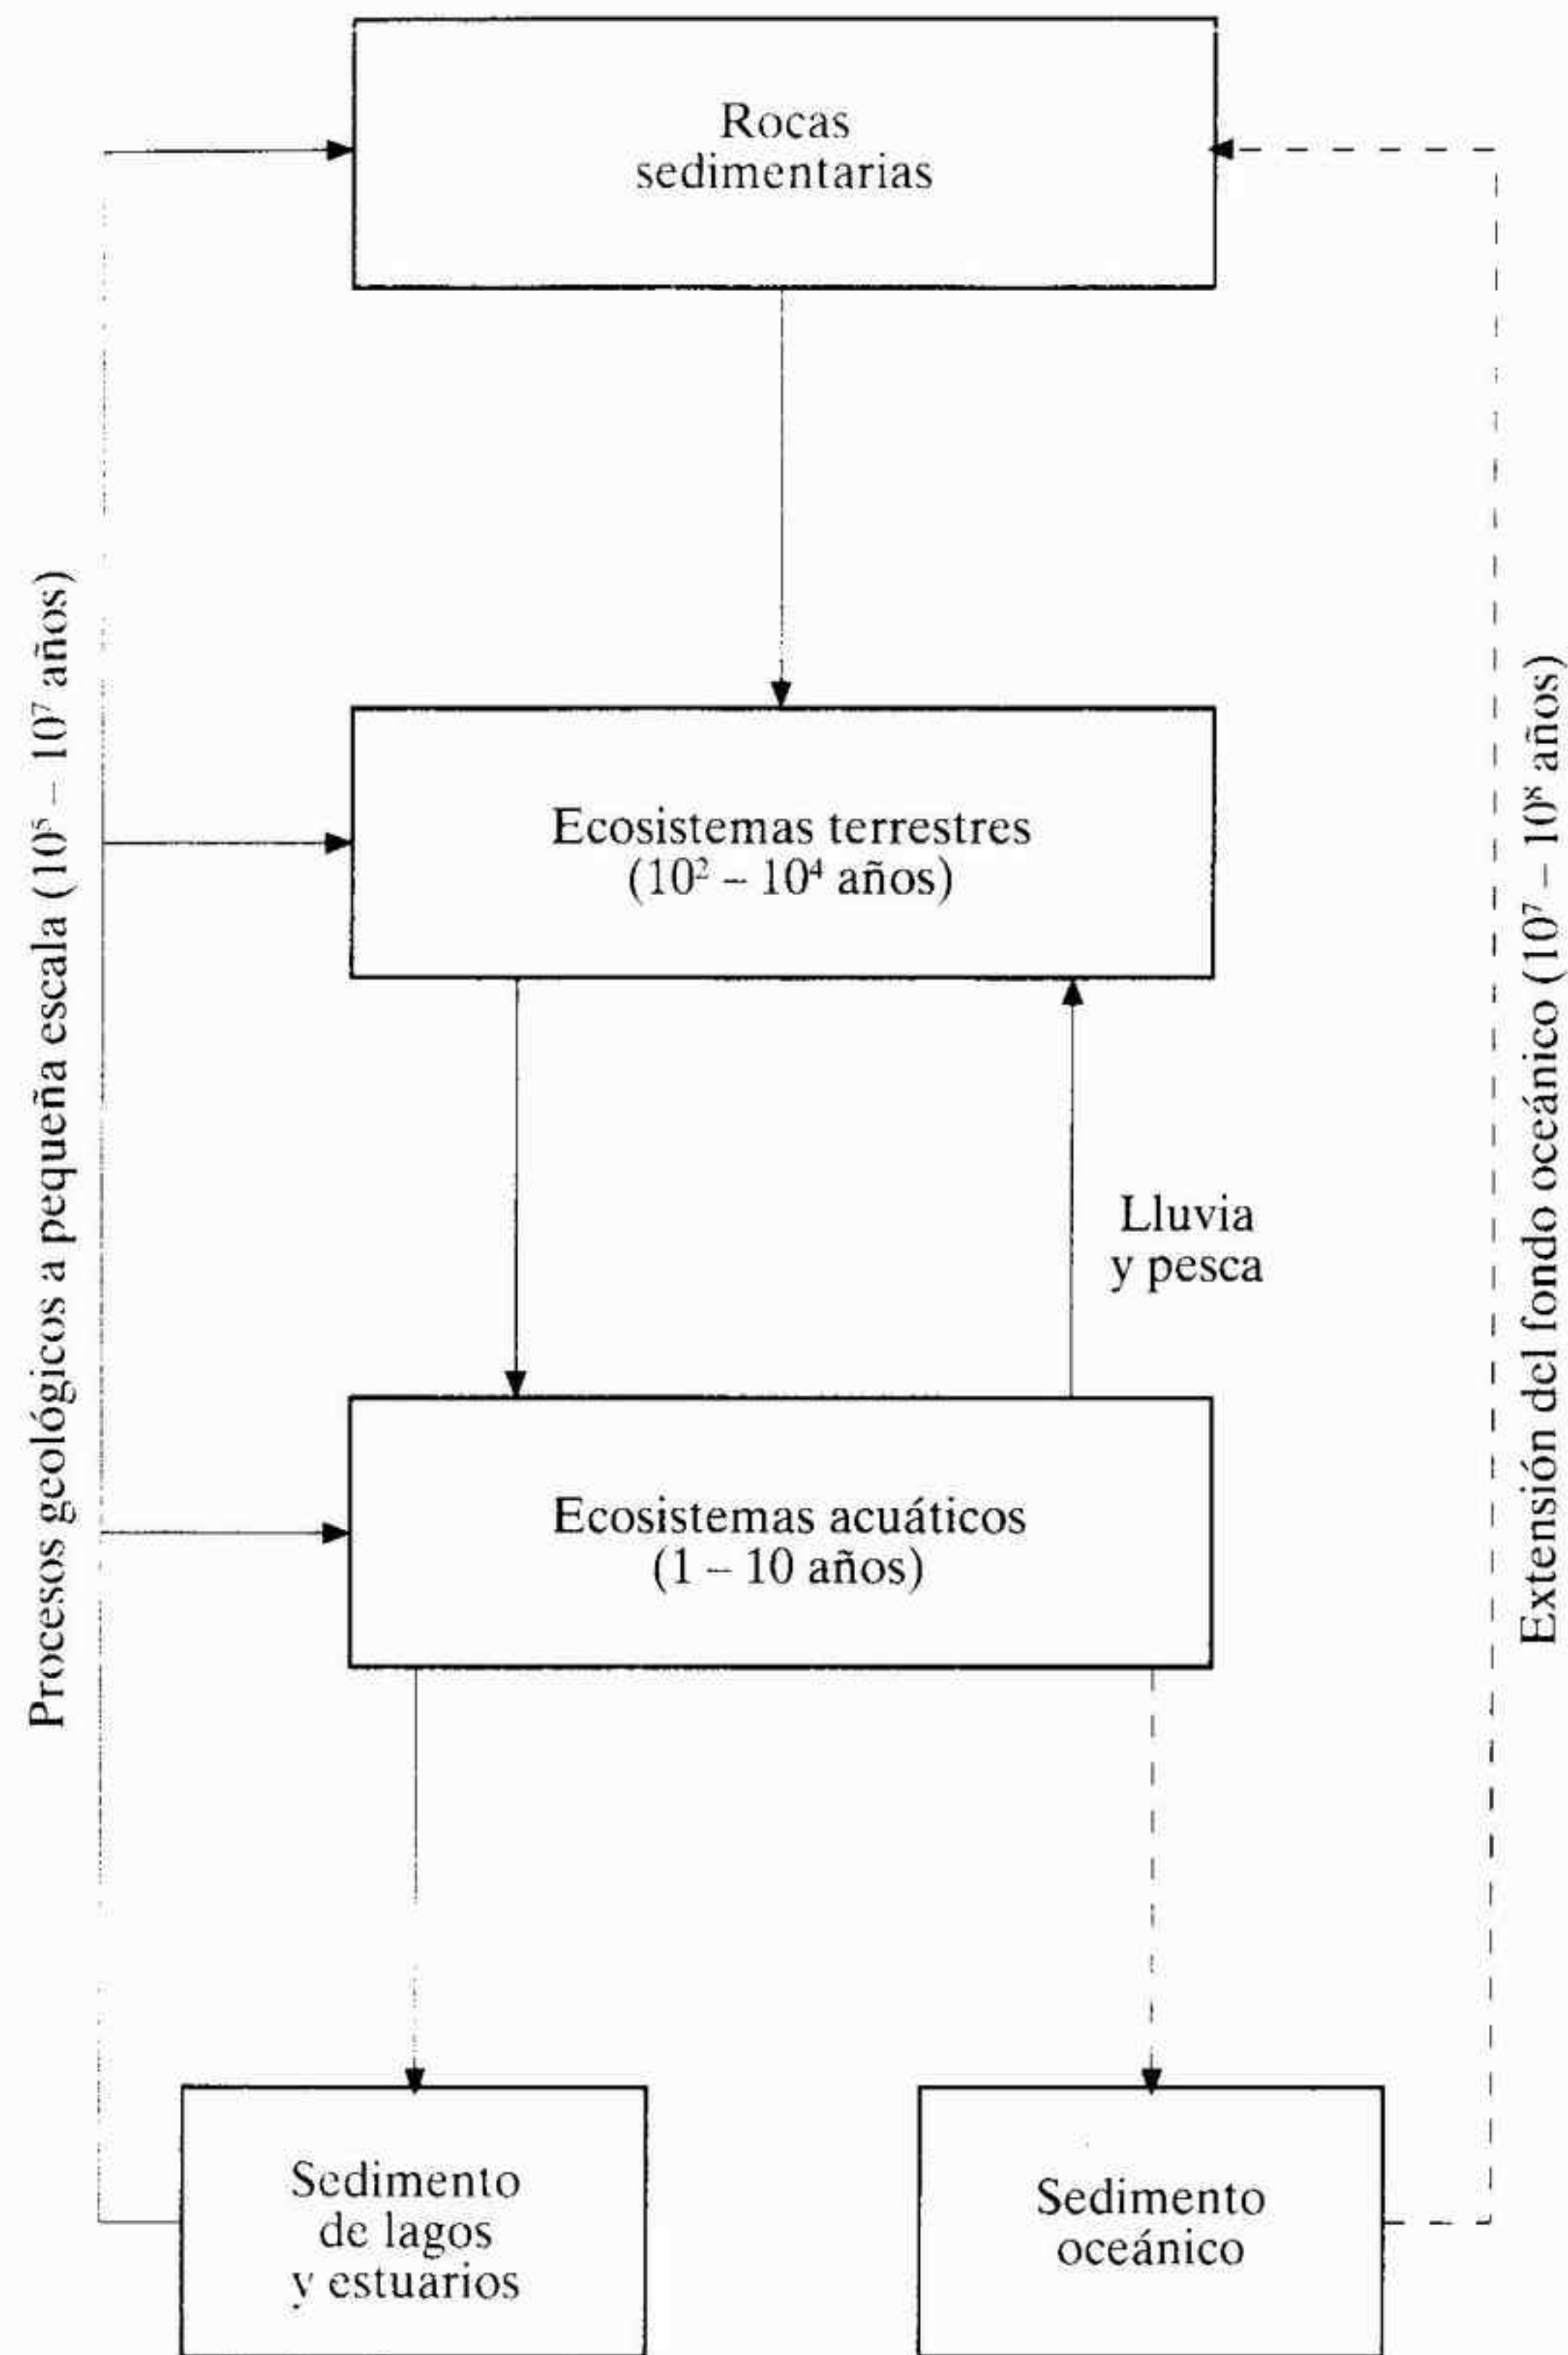 Rocas
sedimentarias
Procesos geológicos a pequeña escala (10⁵ – 10⁷ años)
Extensión del fondo oceánico (10⁷ – 10⁸ años)
Ecosistemas terrestres
(10² – 10⁴ años)
Lluvia
y pesca
Ecosistemas acuáticos
(1 – 10 años)
Sedimento
de lagos
y estuarios
Sedimento
oceánico